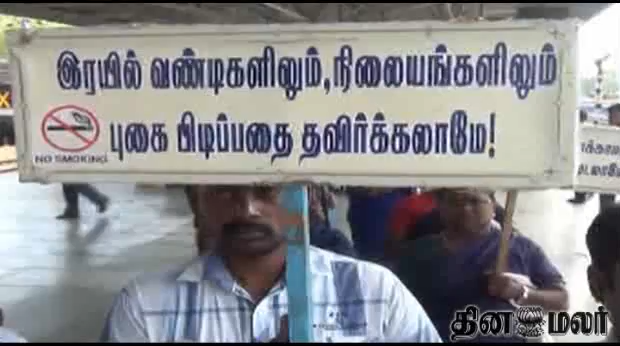 இரயில் வண்டிகளிலும், நிலையங்களிலும்
புகை பிடிப்பதை தவிர்க்கலாமே!
NO SMOKING
தினமலர்